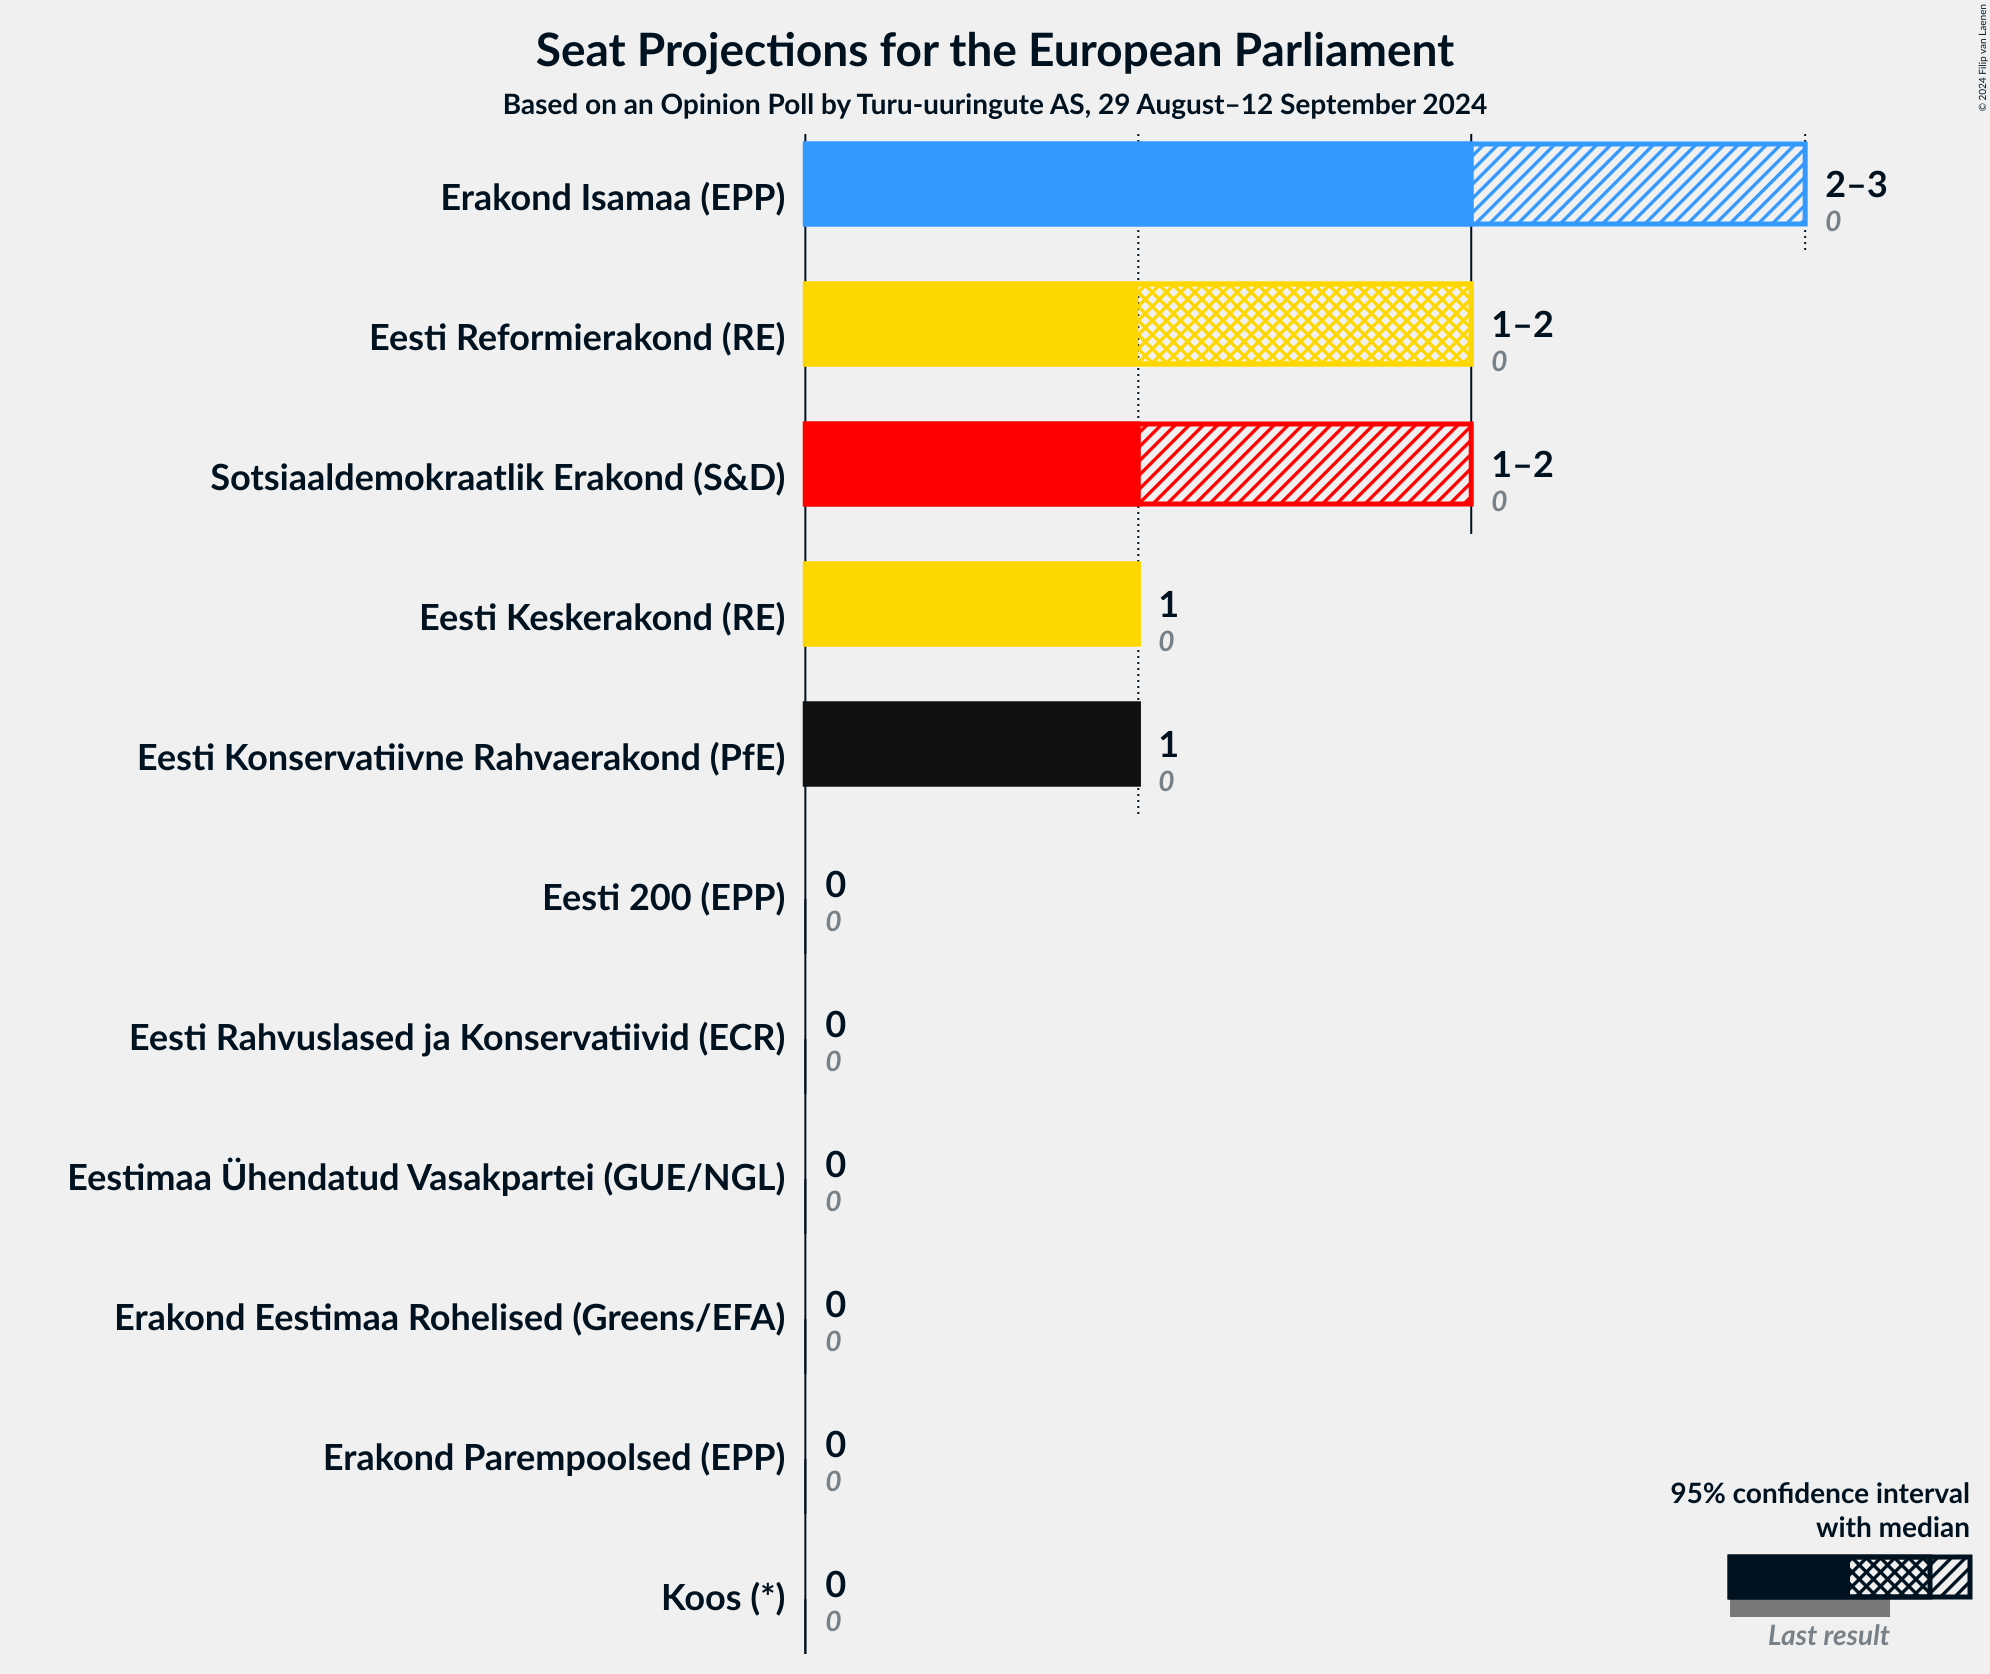 Seat Projections for the European Parliament
Based on an Opinion Poll by Turu-uuringute AS, 29 August–12 September 2024
© 2024 Filip van Laenen
Erakond Isamaa (EPP)
2–3
0
Eesti Reformierakond (RE)
1–2
0
Sotsiaaldemokraatlik Erakond (S&D)
1–2
0
Eesti Keskerakond (RE)
1
0
Eesti Konservatiivne Rahvaerakond (PfE)
1
0
Eesti 200 (EPP)
0
0
Eesti Rahvuslased ja Konservatiivid (ECR)
0
0
Eestimaa Ühendatud Vasakpartei (GUE/NGL)
0
0
Erakond Eestimaa Rohelised (Greens/EFA)
0
0
Erakond Parempoolsed (EPP)
0
0
Koos (*)
0
0
95% confidence interval
with median
Last result